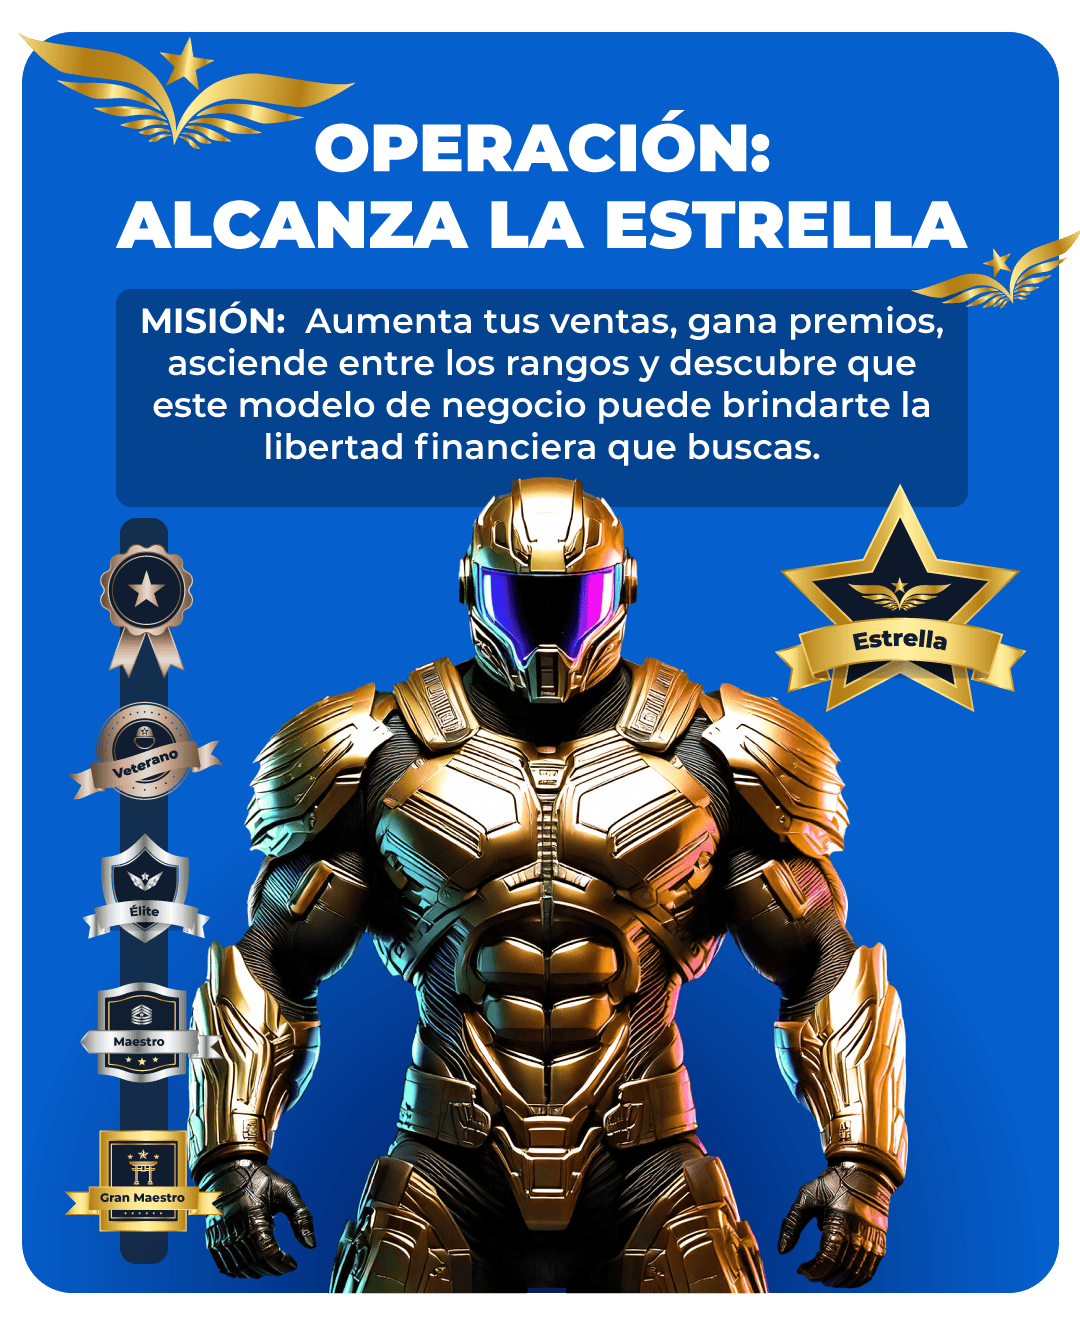 OPERACIÓN:
ALCANZA LA ESTRELLA
MISIÓN: Aumenta tus ventas, gana premios,
asciende entre los rangos y descubre que
este modelo de negocio puede brindarte la
libertad financiera que buscas.
Estrella
Veterano
Élite
Maestro
Gran Maestro